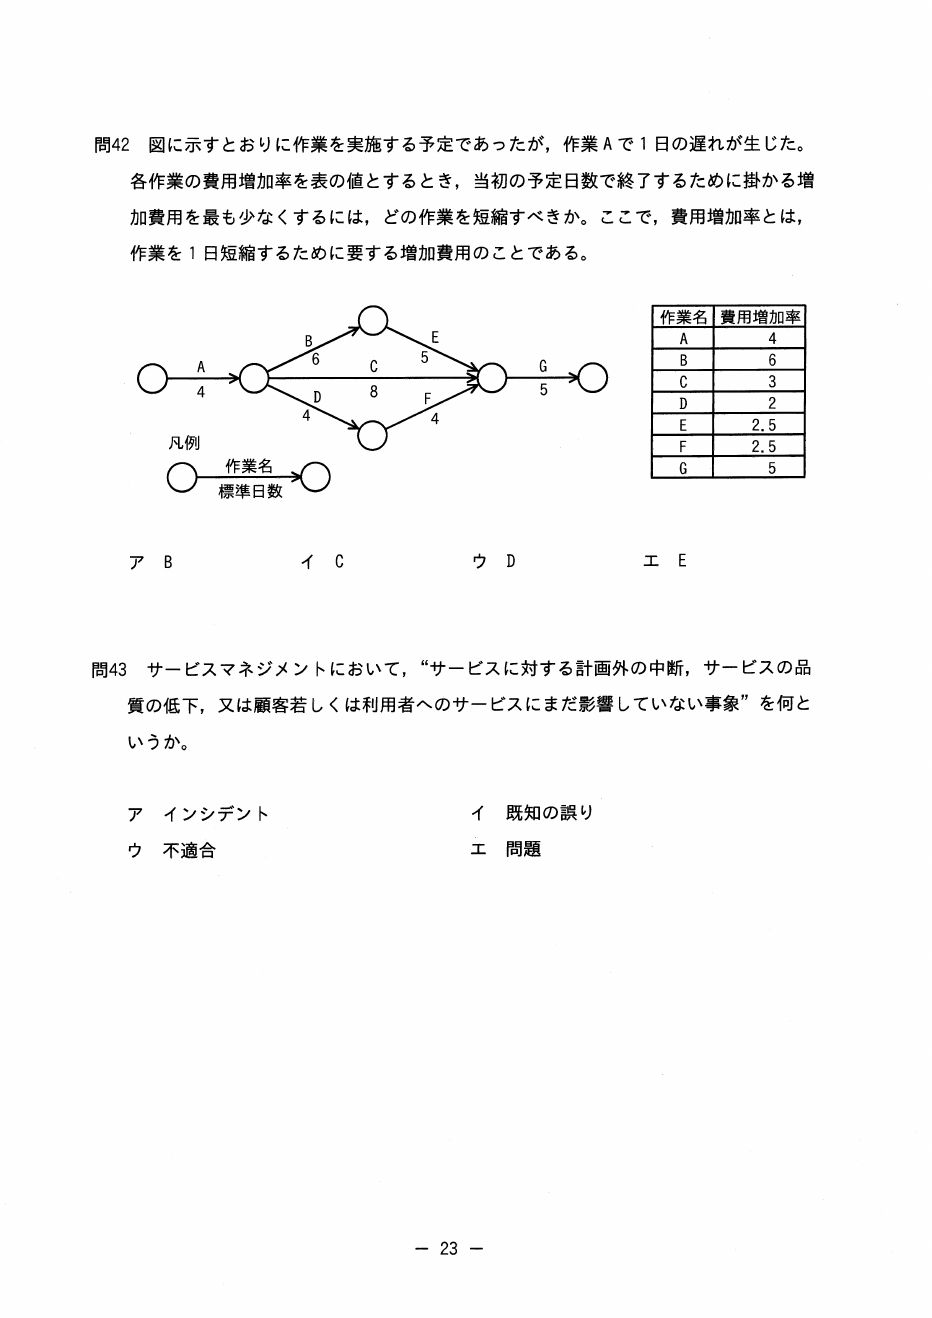 問42 図に示すとおりに作業を実施する予定であったが，作業Aで1日の遅れが生じた。
各作業の費用増加率を表の値とするとき，当初の予定日数で終了するために掛かる増
加費用を最も少なくするには，どの作業を短縮すべきか。ここで，費用増加率とは，
作業を1日短縮するために要する増加費用のことである。
A
4
B
6
C
8
D
4
E
5
F
4
G
5
凡例
作業名
標準日数
作業名 費用増加率
A 4
B 6
C 3
D 2
E 2.5
F 2.5
G 5
ア B イ C ウ D エ E
問43 サービスマネジメントにおいて，“サービスに対する計画外の中断，サービスの品
質の低下，又は顧客若しくは利用者へのサービスにまだ影響していない事象”を何と
いうか。
ア インシデント イ 既知の誤り
ウ 不適合 エ 問題
－ 23 －